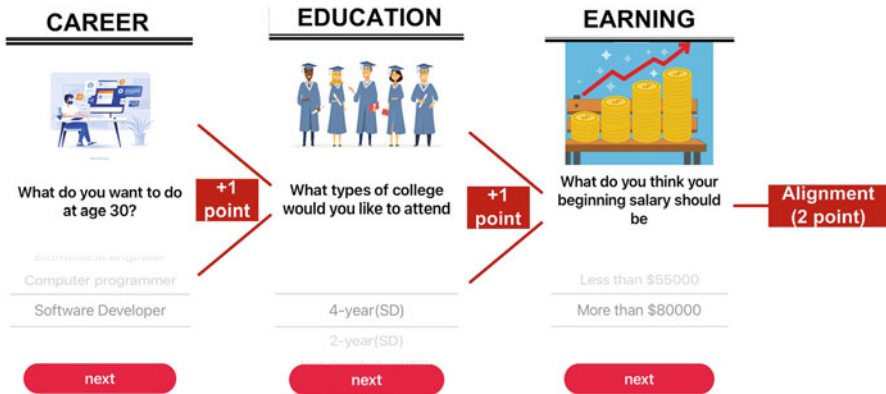 CAREER
What do you want to do
at age 30?
Biomedical engineer
Computer programmer
Software Developer
next
+1
point
EDUCATION
What types of college
would you like to attend
4-year(SD)
2-year(SD)
next
+1
point
EARNING
What do you think your
beginning salary should
be
Less than $55000
More than $80000
next
Alignment
(2 point)